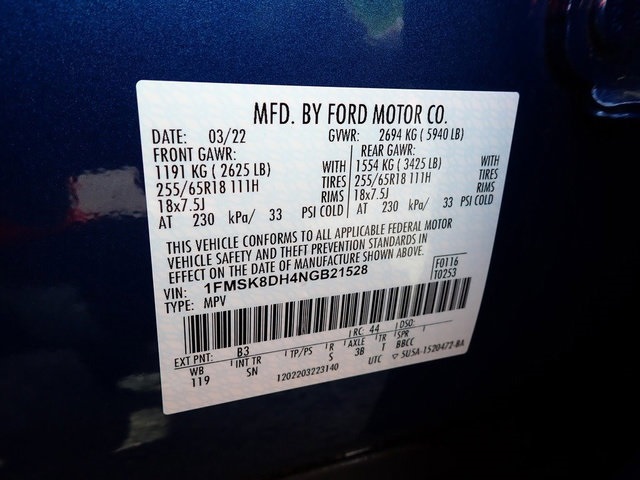 MFD. BY FORD MOTOR CO.
DATE: 03/22 GVWR: 2694 KG ( 5940 LB)
FRONT GAWR: REAR GAWR:
1191 KG ( 2625 LB) WITH 1554 KG ( 3425 LB) WITH
255/65R18 111H TIRES 255/65R18 111H TIRES
18x7.5J RIMS 18x7.5J RIMS
AT 230 kPa/ 33 PSI COLD AT 230 kPa/ 33 PSI COLD
THIS VEHICLE CONFORMS TO ALL APPLICABLE FEDERAL MOTOR
VEHICLE SAFETY AND THEFT PREVENTION STANDARDS IN
EFFECT ON THE DATE OF MANUFACTURE SHOWN ABOVE.
VIN: 1FMSK8DH4NGB21528 F0116
TYPE: MPV T0253
EXT PNT: B3 RC: 44 DSO:
WB INT TR TP/PS R AXLE TR SPR
119 SN S 3B T BBCC
1202203223140 UTC SU5A-1520472-BA